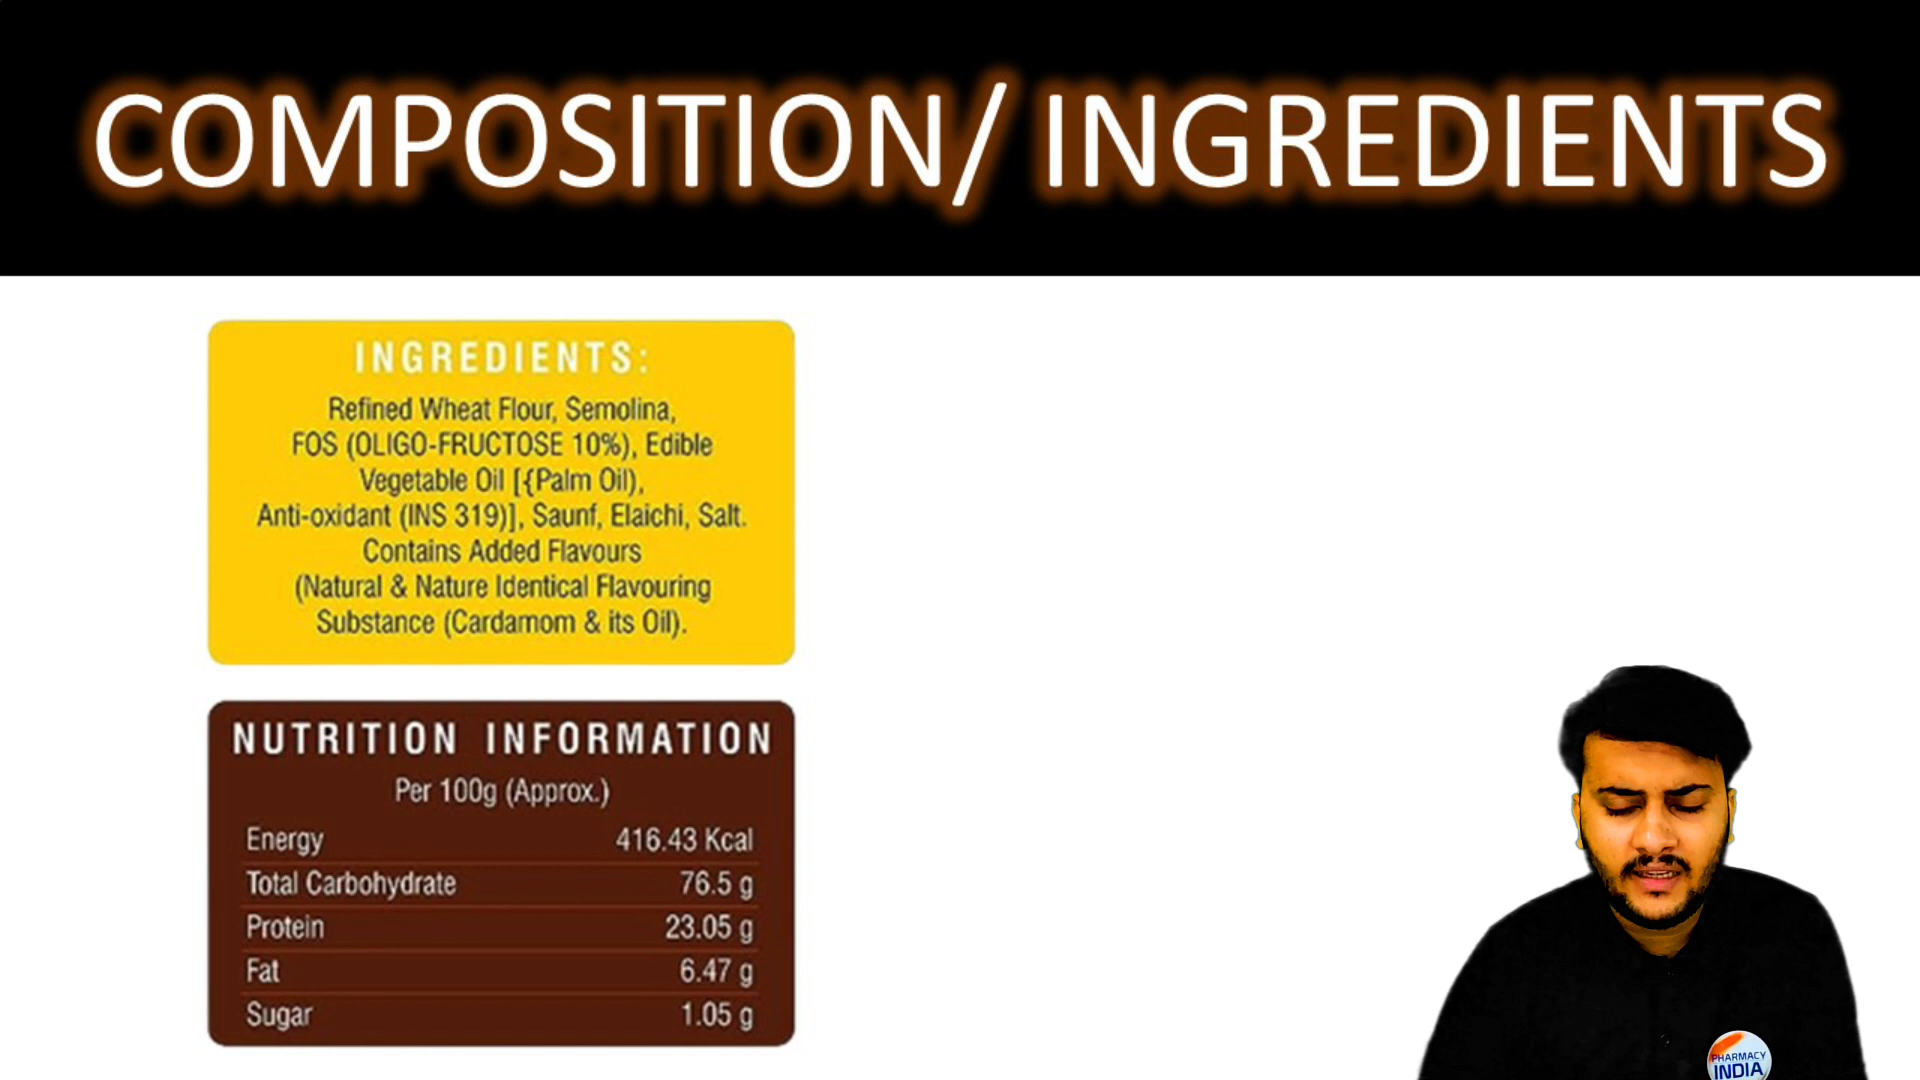 COMPOSITION/ INGREDIENTS
INGREDIENTS:
Refined Wheat Flour, Semolina,
FOS (OLIGO-FRUCTOSE 10%), Edible
Vegetable Oil [{Palm Oil),
Anti-oxidant (INS 319)], Saunf, Elaichi, Salt.
Contains Added Flavours
(Natural & Nature Identical Flavouring
Substance (Cardamom & its Oil).
NUTRITION INFORMATION
Per 100g (Approx.)
Energy 416.43 Kcal
Total Carbohydrate 76.5 g
Protein 23.05 g
Fat 6.47 g
Sugar 1.05 g
PHARMACY
INDIA